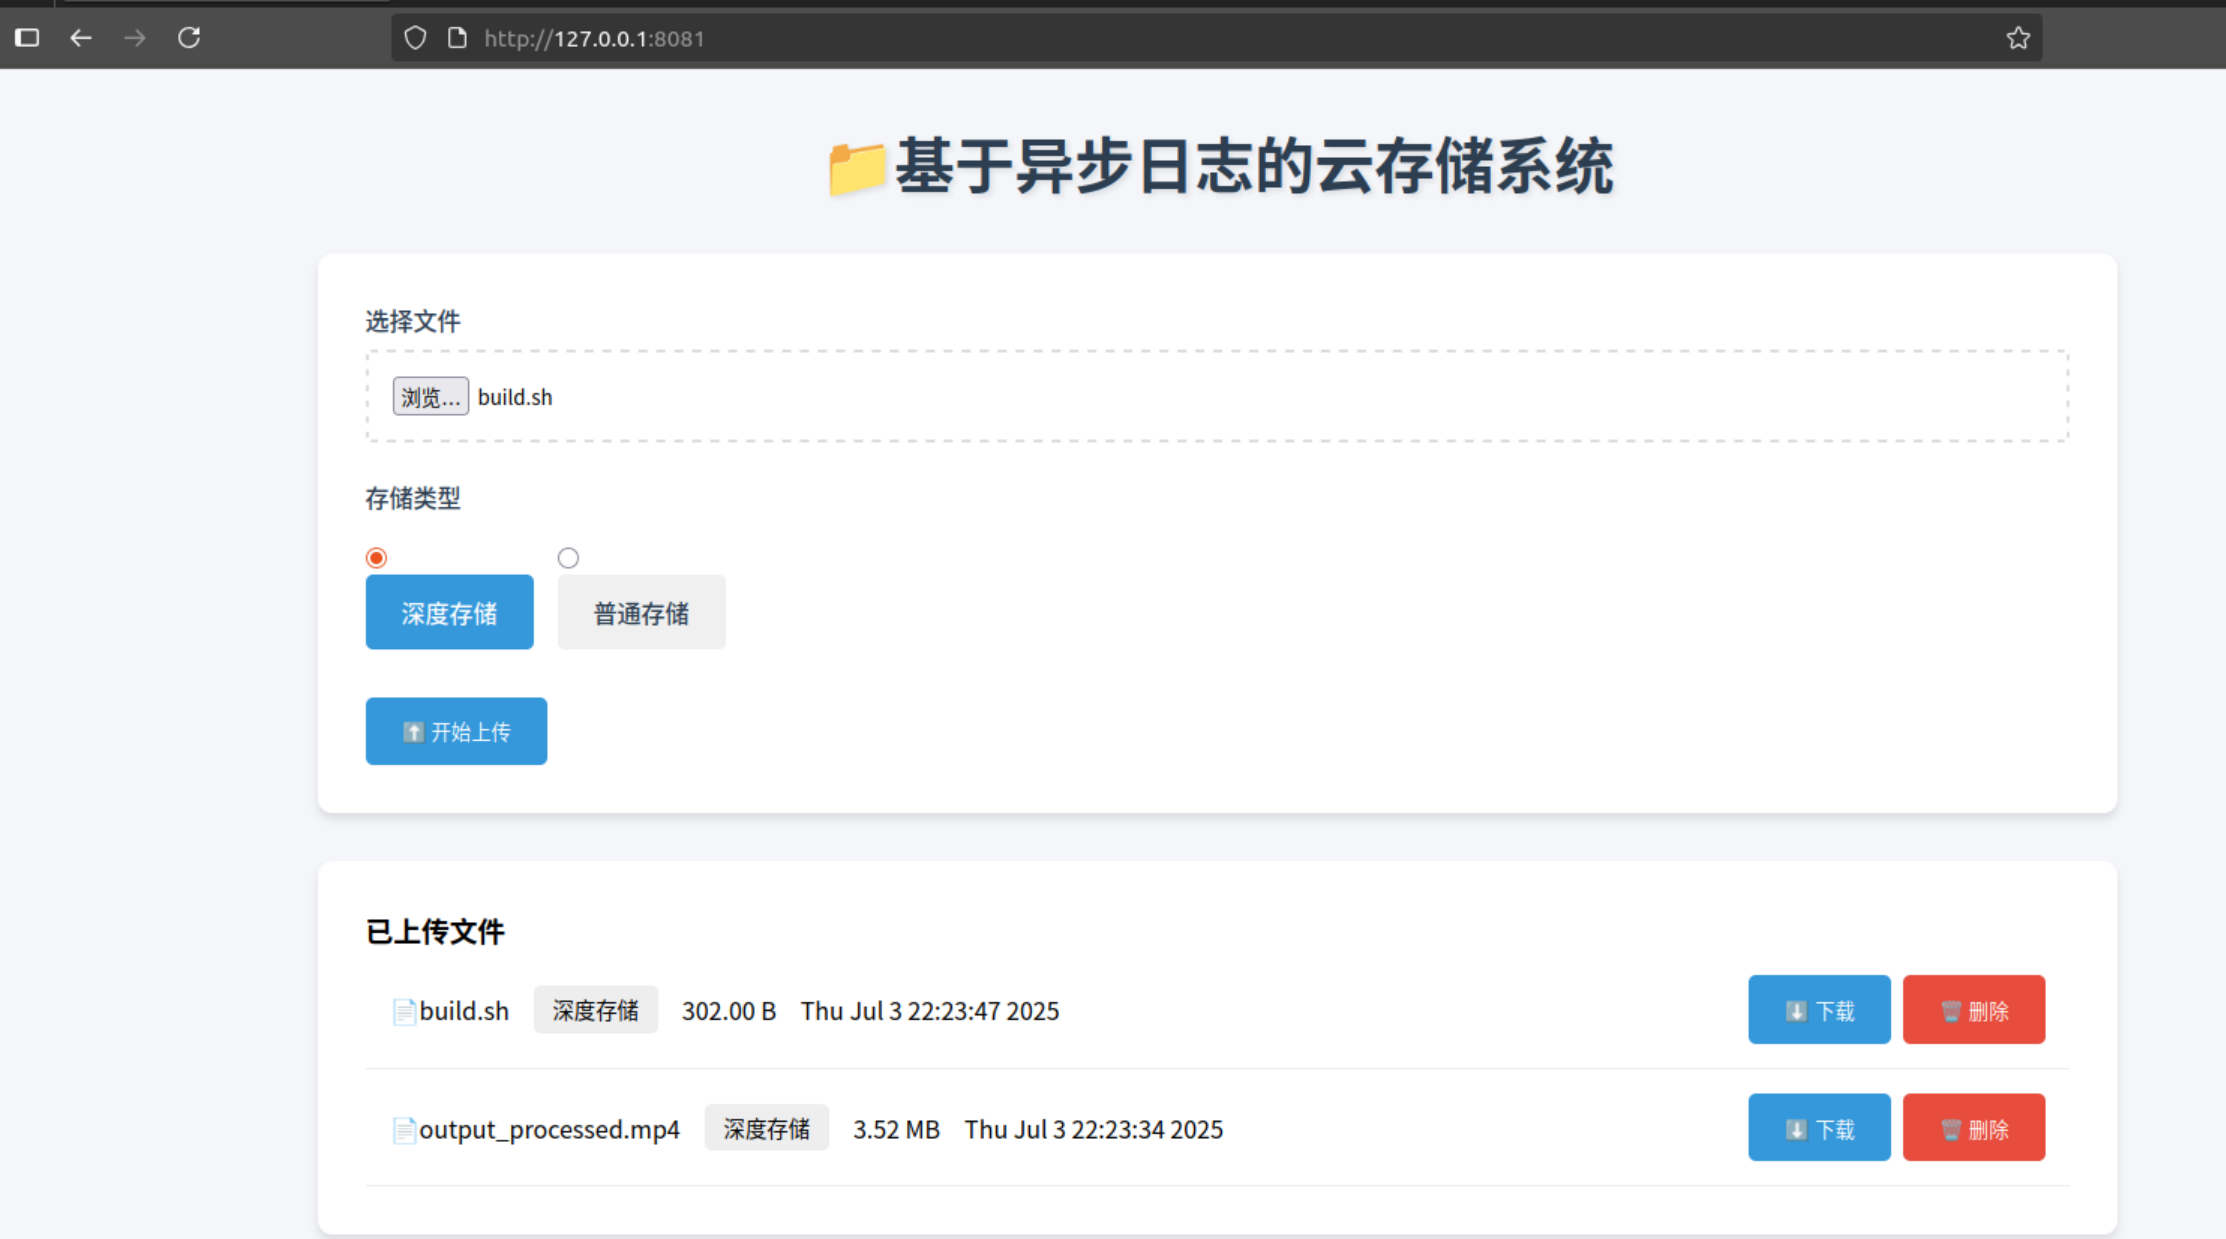 http://127.0.0.1:8081
基于异步日志的云存储系统
选择文件
浏览... build.sh
存储类型
深度存储 普通存储
开始上传
已上传文件
build.sh 深度存储 302.00 B Thu Jul 3 22:23:47 2025 下载 删除
output_processed.mp4 深度存储 3.52 MB Thu Jul 3 22:23:34 2025 下载 删除